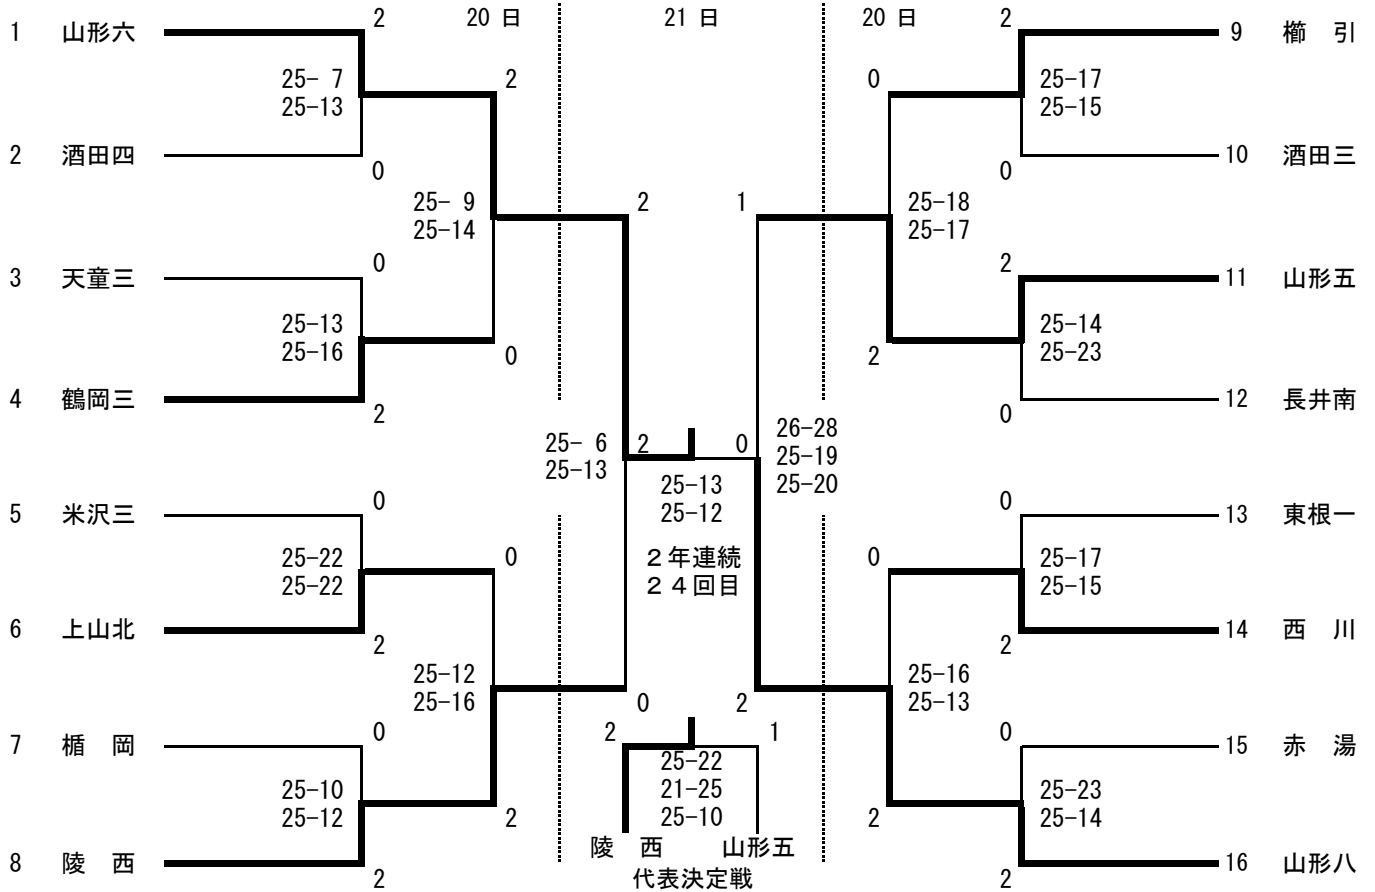 20 日
21 日
20 日
1 山形六
2
25- 7
25-13
2
2 酒田四
0
25- 9
25-14
3 天童三
0
25-13
25-16
0
4 鶴岡三
2
5 米沢三
0
25-22
25-22
0
6 上山北
2
25-12
25-16
7 楯 岡
0
25-10
25-12
2
8 陵 西
2
2
25- 6
25-13
0
2
0
25-13
25-12
２年連続
２４回目
1
26-28
25-19
25-20
2
2
1
25-22
21-25
25-10
陵 西
山形五
代表決定戦
2
9 櫛 引
25-17
25-15
0
10 酒田三
0
25-18
25-17
2
11 山形五
25-14
25-23
2
12 長井南
0
0
13 東根一
25-17
25-15
0
14 西 川
2
25-16
25-13
0
15 赤 湯
25-23
25-14
2
16 山形八
2